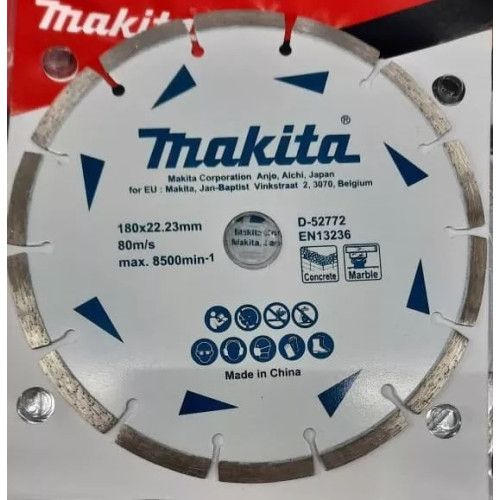 Makita
makita®
Makita Corporation Anjo, Aichi, Japan
for EU : Makita, Jan-Baptist Vinkstraat 2, 3070, Belgium
180x22.23mm
80m/s
max. 8500min-1
D-52772
EN13236
Concrete
Marble
Made in China